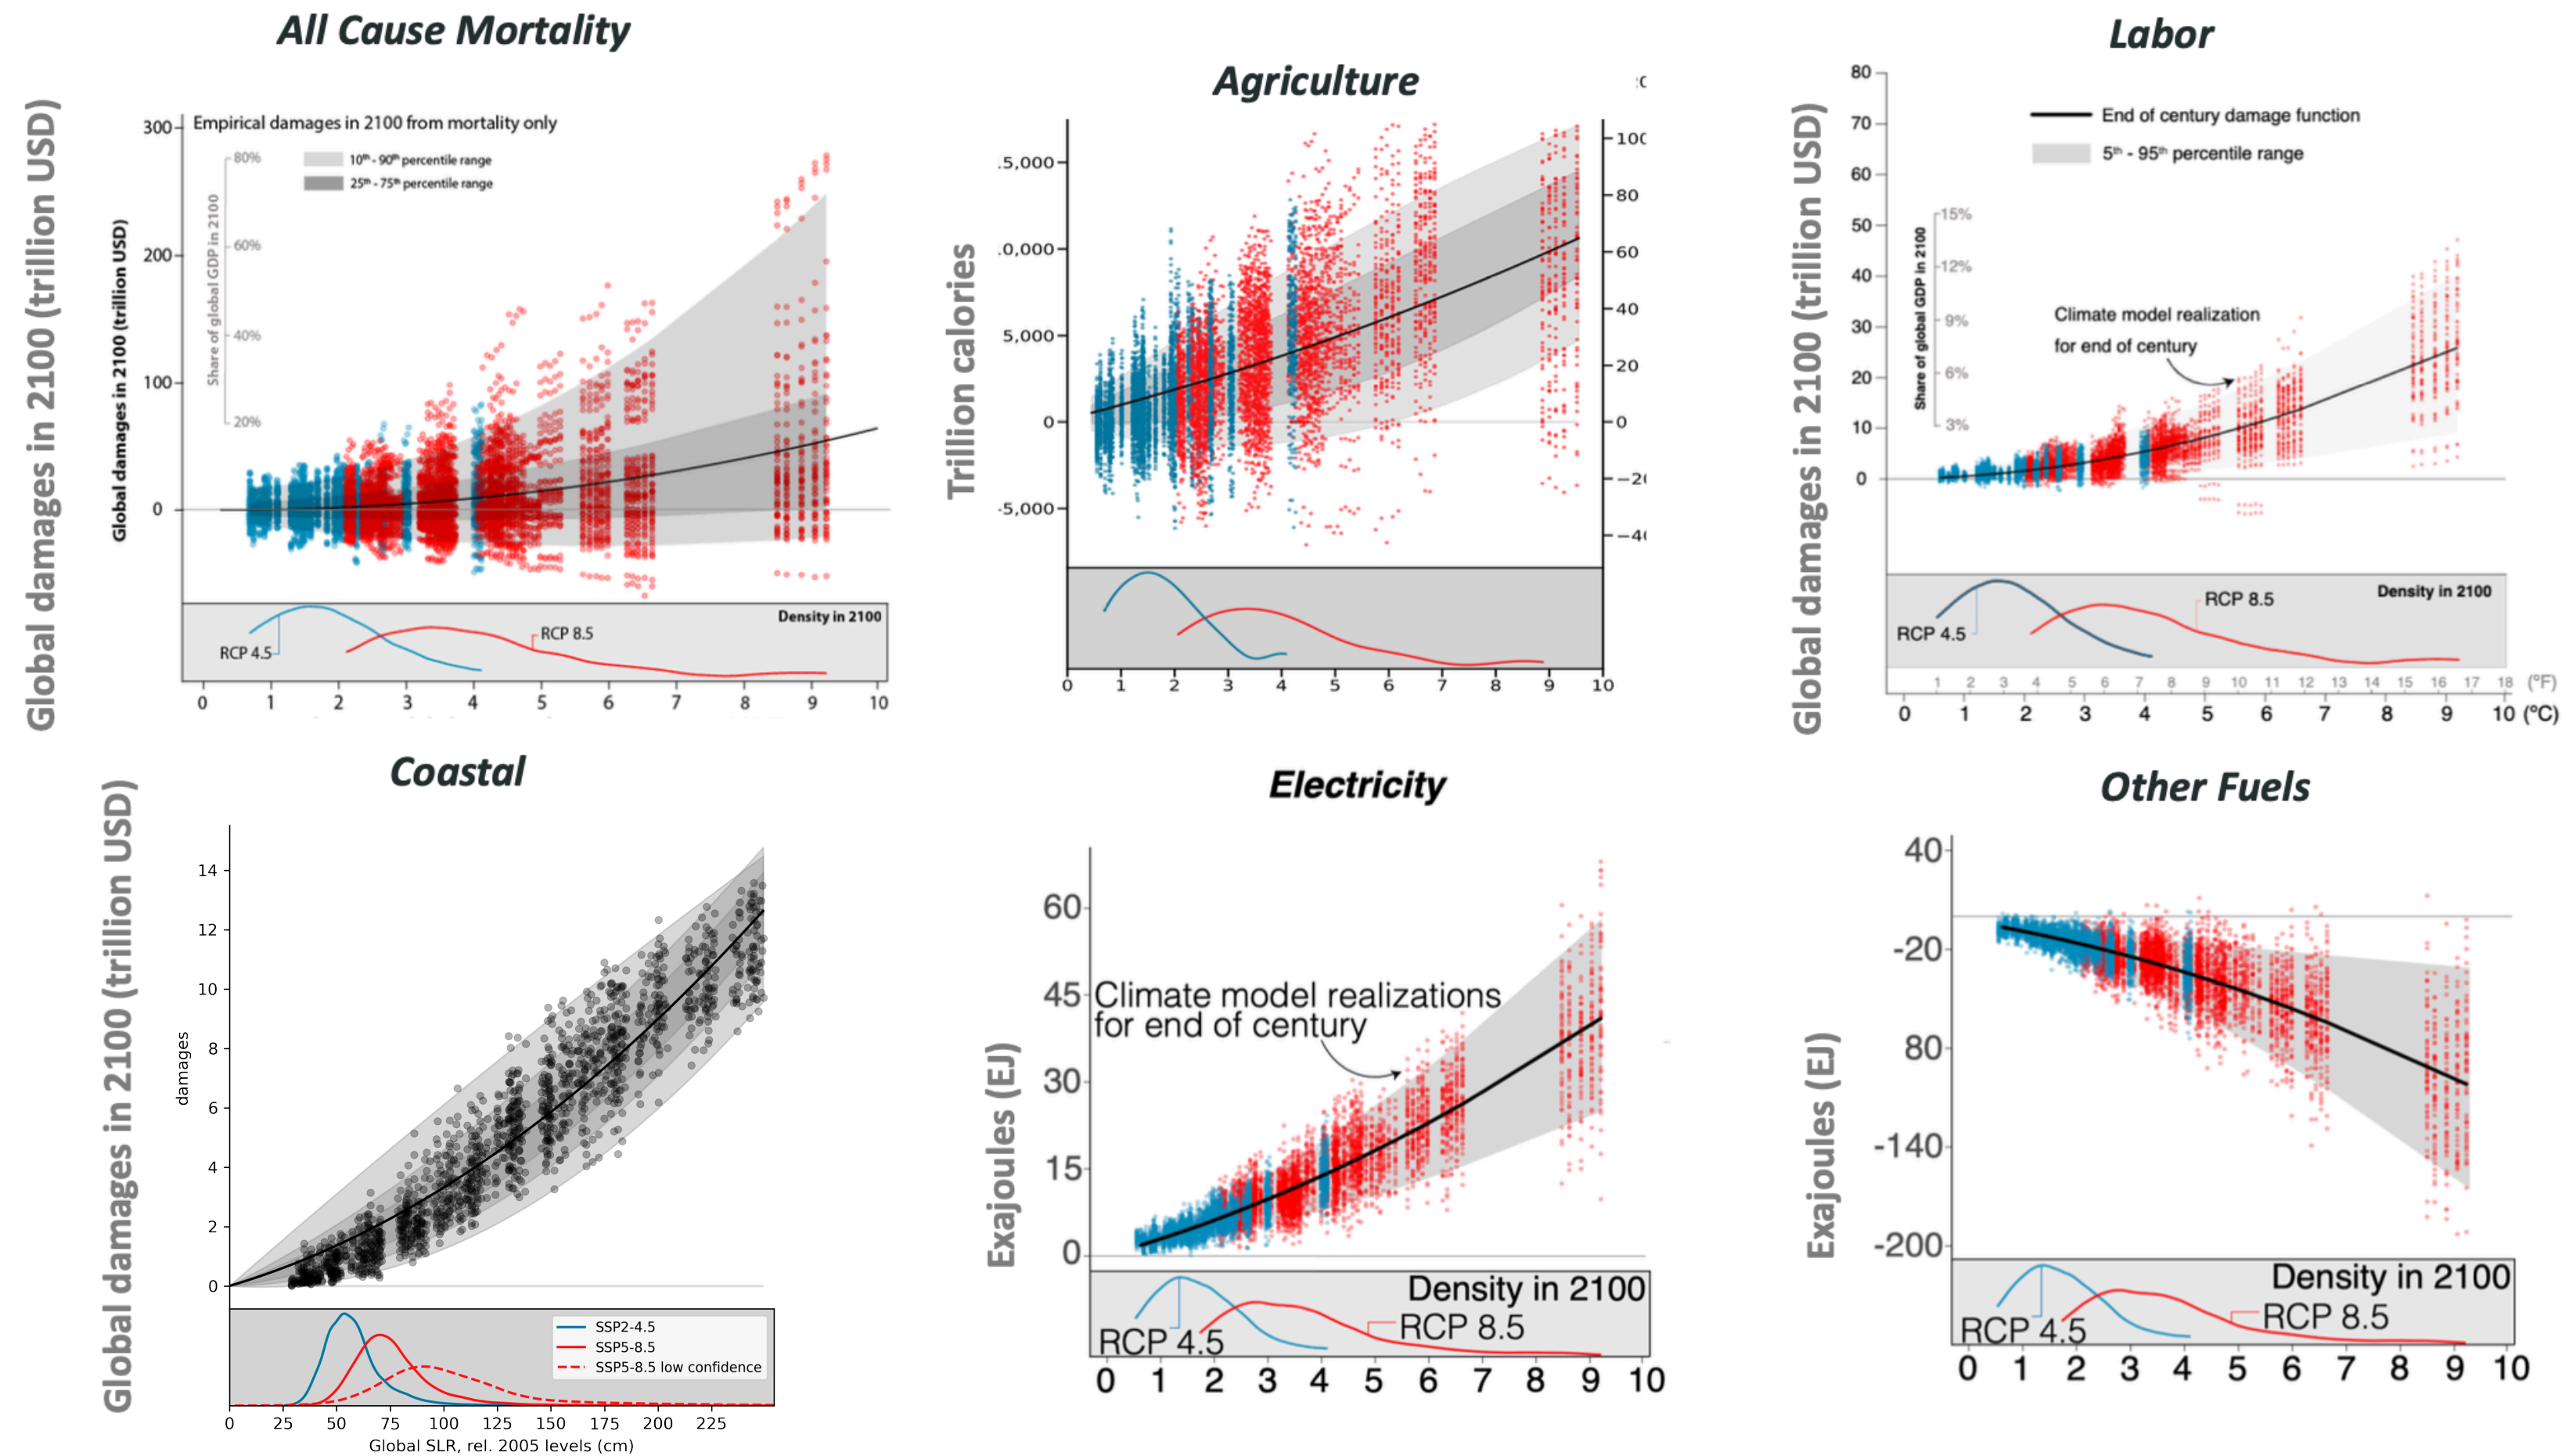 All Cause Mortality
Global damages in 2100 (trillion USD)
Global damages in 2100 (trillion USD)
Empirical damages in 2100 from mortality only
10th - 90th percentile range
25th - 75th percentile range
Share of global GDP in 2100
80%
60%
40%
20%
300
200
100
0
Density in 2100
RCP 4.5
RCP 8.5
0 1 2 3 4 5 6 7 8 9 10
Agriculture
Trillion calories
5,000
0,000
5,000
0
-5,000
100
80
60
40
20
0
-20
-40
0 1 2 3 4 5 6 7 8 9 10
Labor
Global damages in 2100 (trillion USD)
80
70
60
50
40
30
20
10
0
End of century damage function
5th - 95th percentile range
Share of global GDP in 2100
15%
12%
9%
6%
3%
Climate model realization
for end of century
Density in 2100
RCP 4.5
RCP 8.5
1 2 3 4 5 6 7 8 9 10 11 12 13 14 15 16 17 18 (°F)
0 1 2 3 4 5 6 7 8 9 10 (°C)
Coastal
Global damages in 2100 (trillion USD)
damages
14
12
10
8
6
4
2
0
SSP2-4.5
SSP5-8.5
SSP5-8.5 low confidence
0 25 50 75 100 125 150 175 200 225
Global SLR, rel. 2005 levels (cm)
Electricity
Exajoules (EJ)
60
45
30
15
0
Climate model realizations
for end of century
Density in 2100
RCP 4.5
RCP 8.5
0 1 2 3 4 5 6 7 8 9 10
Other Fuels
Exajoules (EJ)
40
-20
80
-140
-200
Density in 2100
RCP 4.5
RCP 8.5
0 1 2 3 4 5 6 7 8 9 10